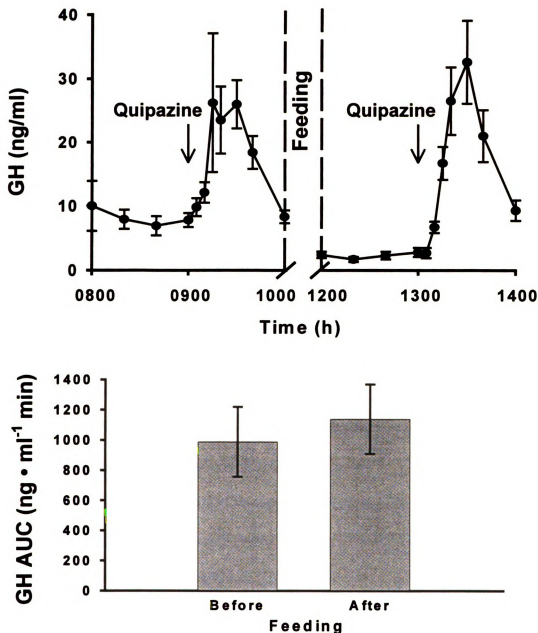 GH (ng/ml)
40
30
20
10
0
Quipazine
Feeding
Quipazine
0800 0900 1000 1200 1300 1400
Time (h)
GH AUC (ng • ml-1 min)
1400
1200
1000
800
600
400
200
0
Before After
Feeding